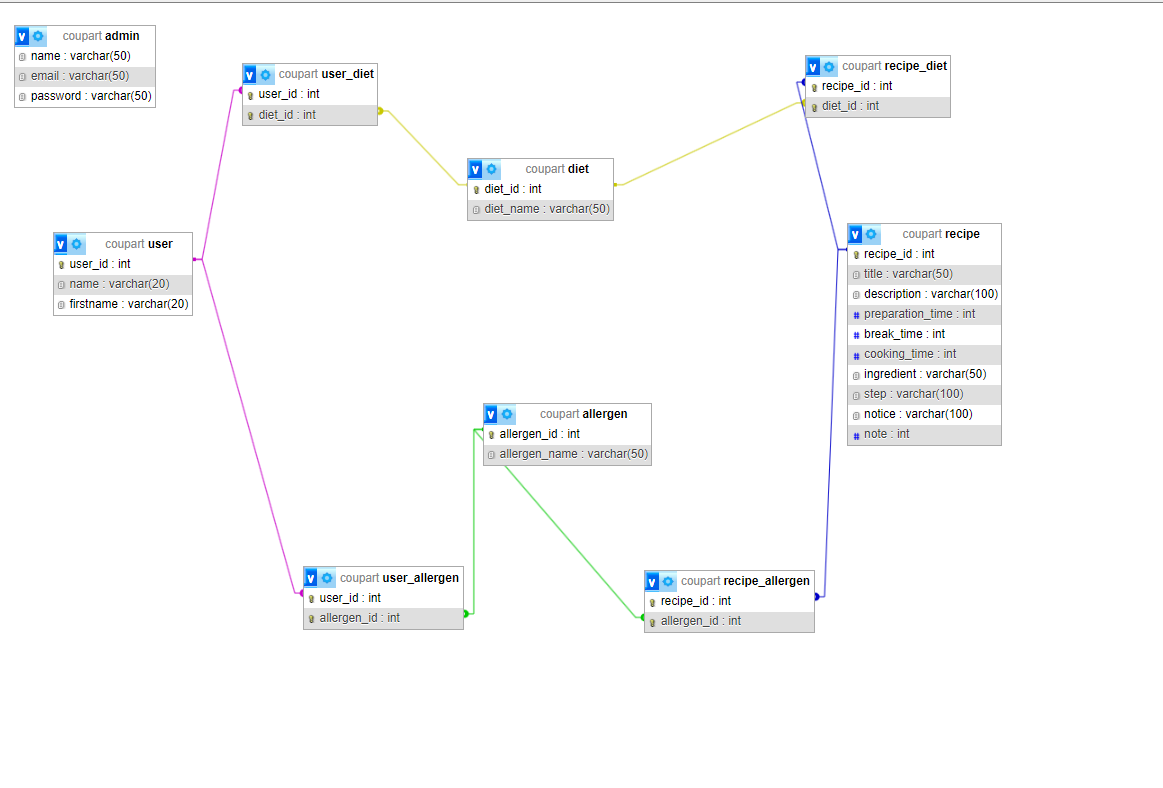 v coupart admin
name : varchar(50)
email : varchar(50)
password : varchar(50)
v coupart user_diet
user_id : int
diet_id : int
v coupart recipe_diet
recipe_id : int
diet_id : int
v coupart diet
diet_id : int
diet_name : varchar(50)
v coupart user
user_id : int
name : varchar(20)
firstname : varchar(20)
v coupart recipe
recipe_id : int
title : varchar(50)
description : varchar(100)
# preparation_time : int
# break_time : int
# cooking_time : int
ingredient : varchar(50)
step : varchar(100)
notice : varchar(100)
# note : int
v coupart allergen
allergen_id : int
allergen_name : varchar(50)
v coupart user_allergen
user_id : int
allergen_id : int
v coupart recipe_allergen
recipe_id : int
allergen_id : int